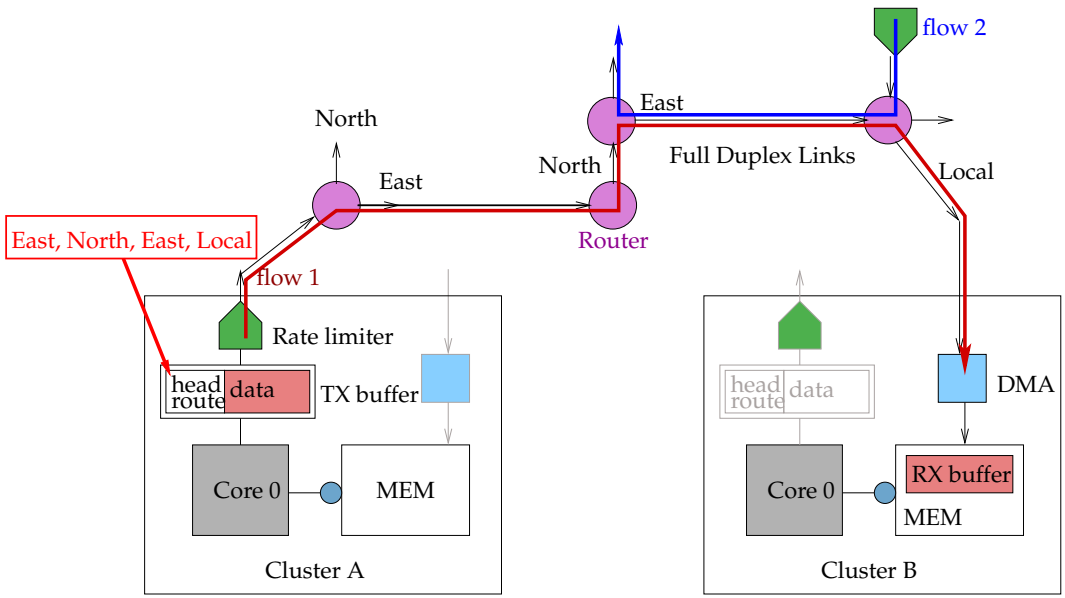 flow 2
East
North
North
Full Duplex Links
East
Local
East, North, East, Local
Router
flow 1
Rate limiter
head
route
data
TX buffer
head
route
data
DMA
Core 0
MEM
Core 0
RX buffer
MEM
Cluster A
Cluster B